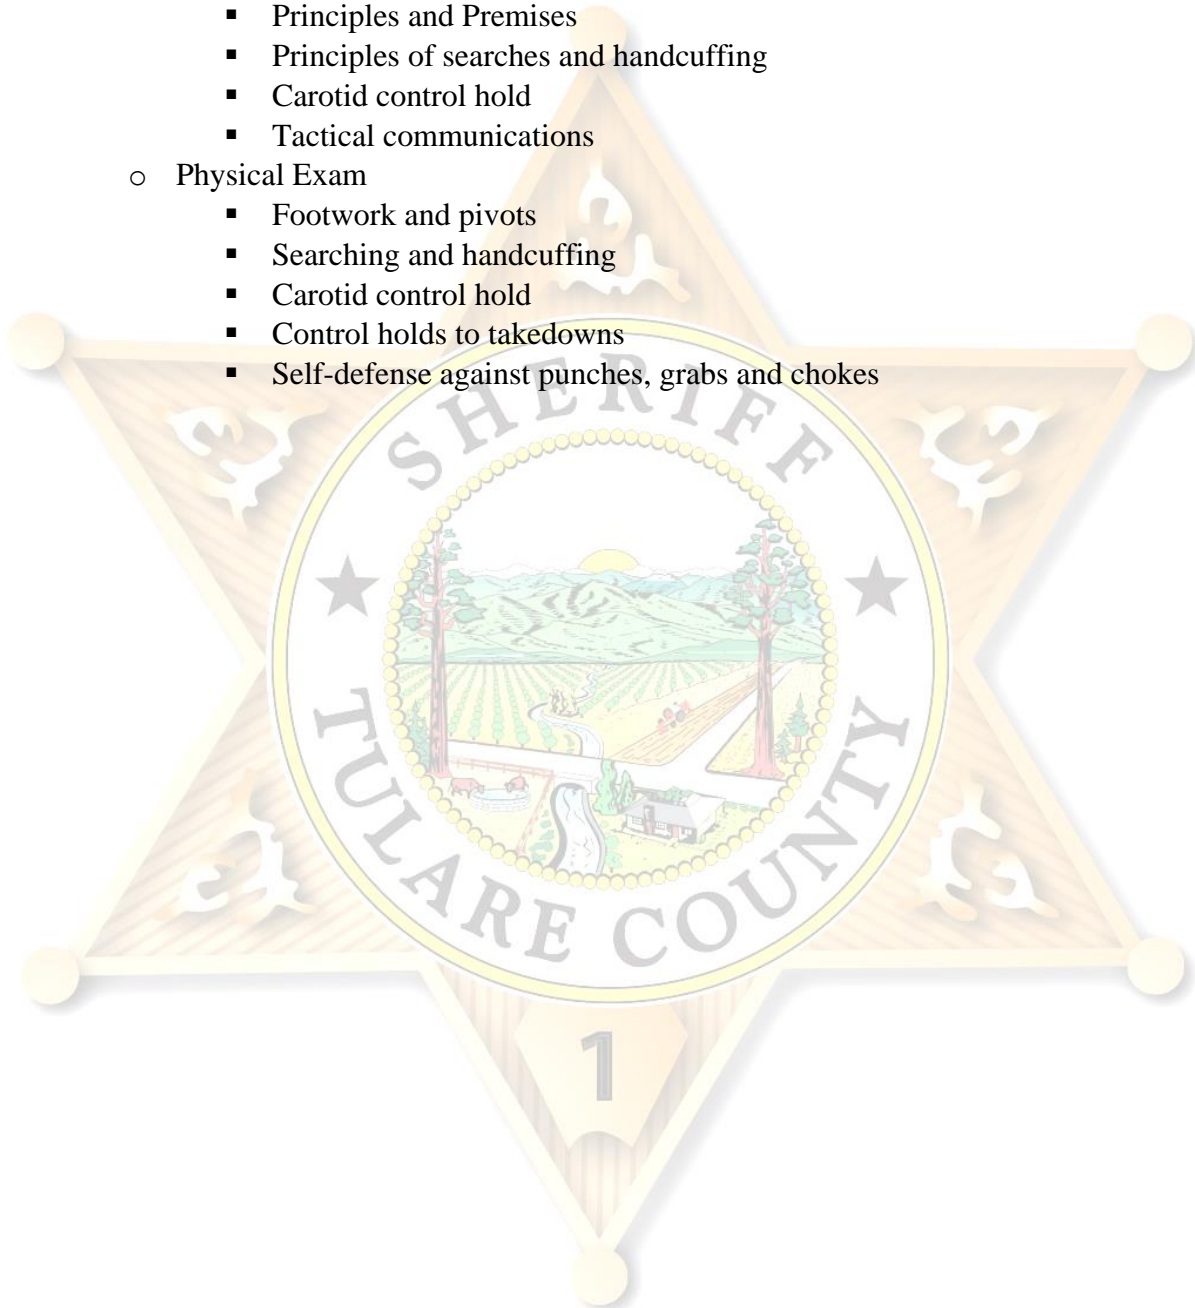 ▪ Principles and Premises
▪ Principles of searches and handcuffing
▪ Carotid control hold
▪ Tactical communications
o Physical Exam
▪ Footwork and pivots
▪ Searching and handcuffing
▪ Carotid control hold
▪ Control holds to takedowns
▪ Self-defense against punches, grabs and chokes
SHERIFF
TULARE COUNTY
1